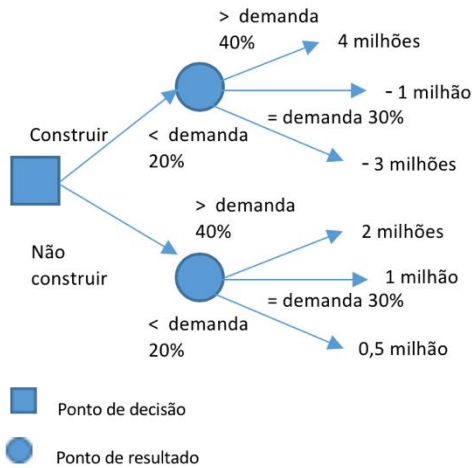 > demanda
40%
4 milhões
- 1 milhão
= demanda 30%
Construir
< demanda
20%
- 3 milhões
> demanda
40%
2 milhões
Não
construir
1 milhão
= demanda 30%
< demanda
20%
0,5 milhão
Ponto de decisão
Ponto de resultado